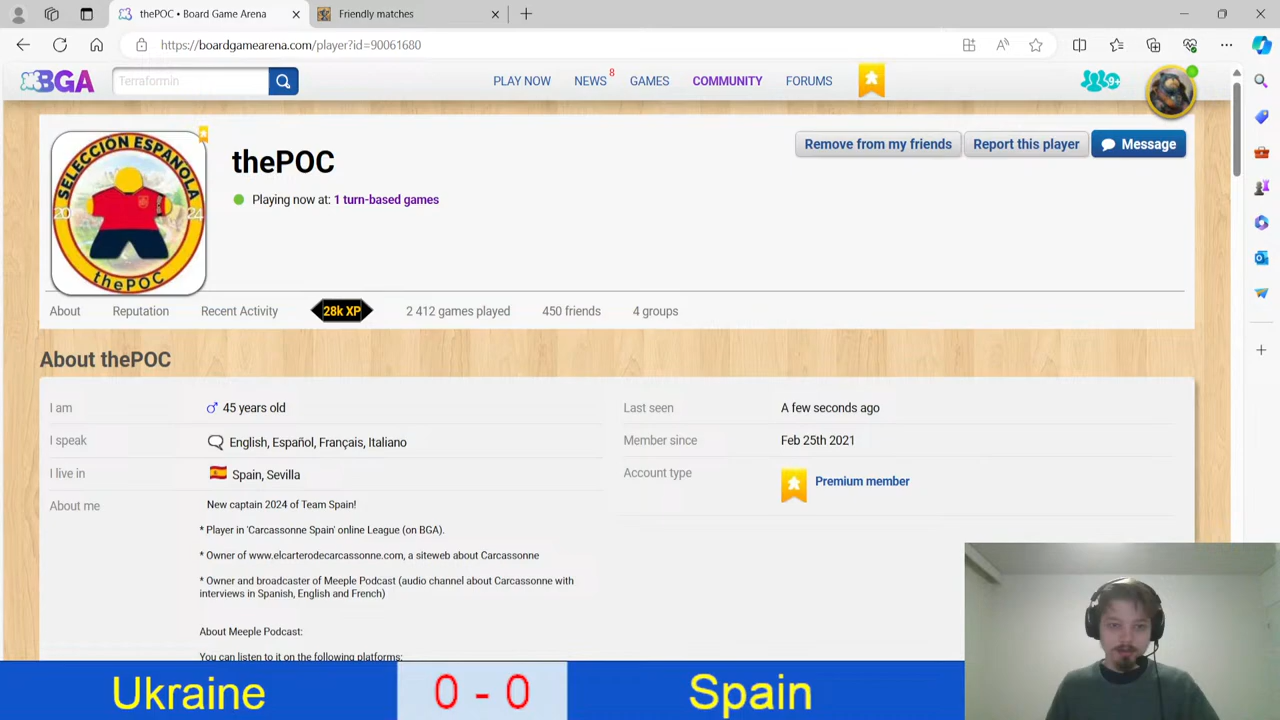 thePOC • Board Game Arena
Friendly matches
https://boardgamearena.com/player?id=90061680
BGA
Terraformin
PLAY NOW
NEWS 8
GAMES
COMMUNITY
FORUMS
9+
SELECCION ESPAÑOLA
2024
thePOC
thePOC
Playing now at: 1 turn-based games
Remove from my friends
Report this player
Message
About
Reputation
Recent Activity
28k XP
2 412 games played
450 friends
4 groups
About thePOC
I am
45 years old
I speak
English, Español, Français, Italiano
I live in
Spain, Sevilla
About me
New captain 2024 of Team Spain!
* Player in 'Carcassonne Spain' online League (on BGA).
* Owner of www.elcarterodecarcassonne.com, a siteweb about Carcassonne
* Owner and broadcaster of Meeple Podcast (audio channel about Carcassonne with
interviews in Spanish, English and French)
About Meeple Podcast:
You can listen to it on the following platforms:
Last seen
A few seconds ago
Member since
Feb 25th 2021
Account type
Premium member
Ukraine
0 - 0
Spain